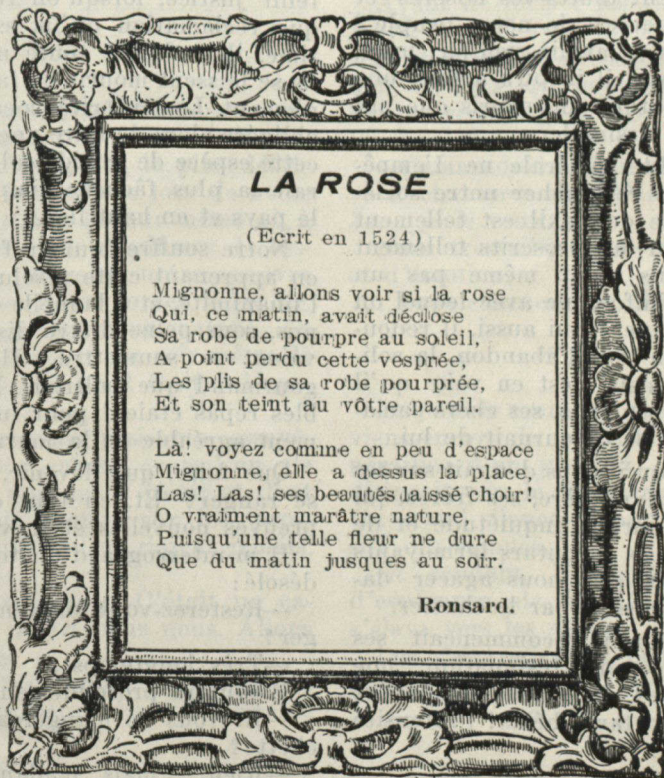 LA ROSE
(Ecrit en 1524)
Mignonne, allons voir si la rose
Qui, ce matin, avait déclose
Sa robe de pourpre au soleil,
A point perdu cette vesprée,
Les plis de sa robe pourprée,
Et son teint au vôtre pareil.
Là! voyez comme en peu d'espace
Mignonne, elle a dessus la place,
Las! Las! ses beautés laissé choir!
O vraiment marâtre nature,
Puisqu'une telle fleur ne dure
Que du matin jusques au soir.
Ronsard.